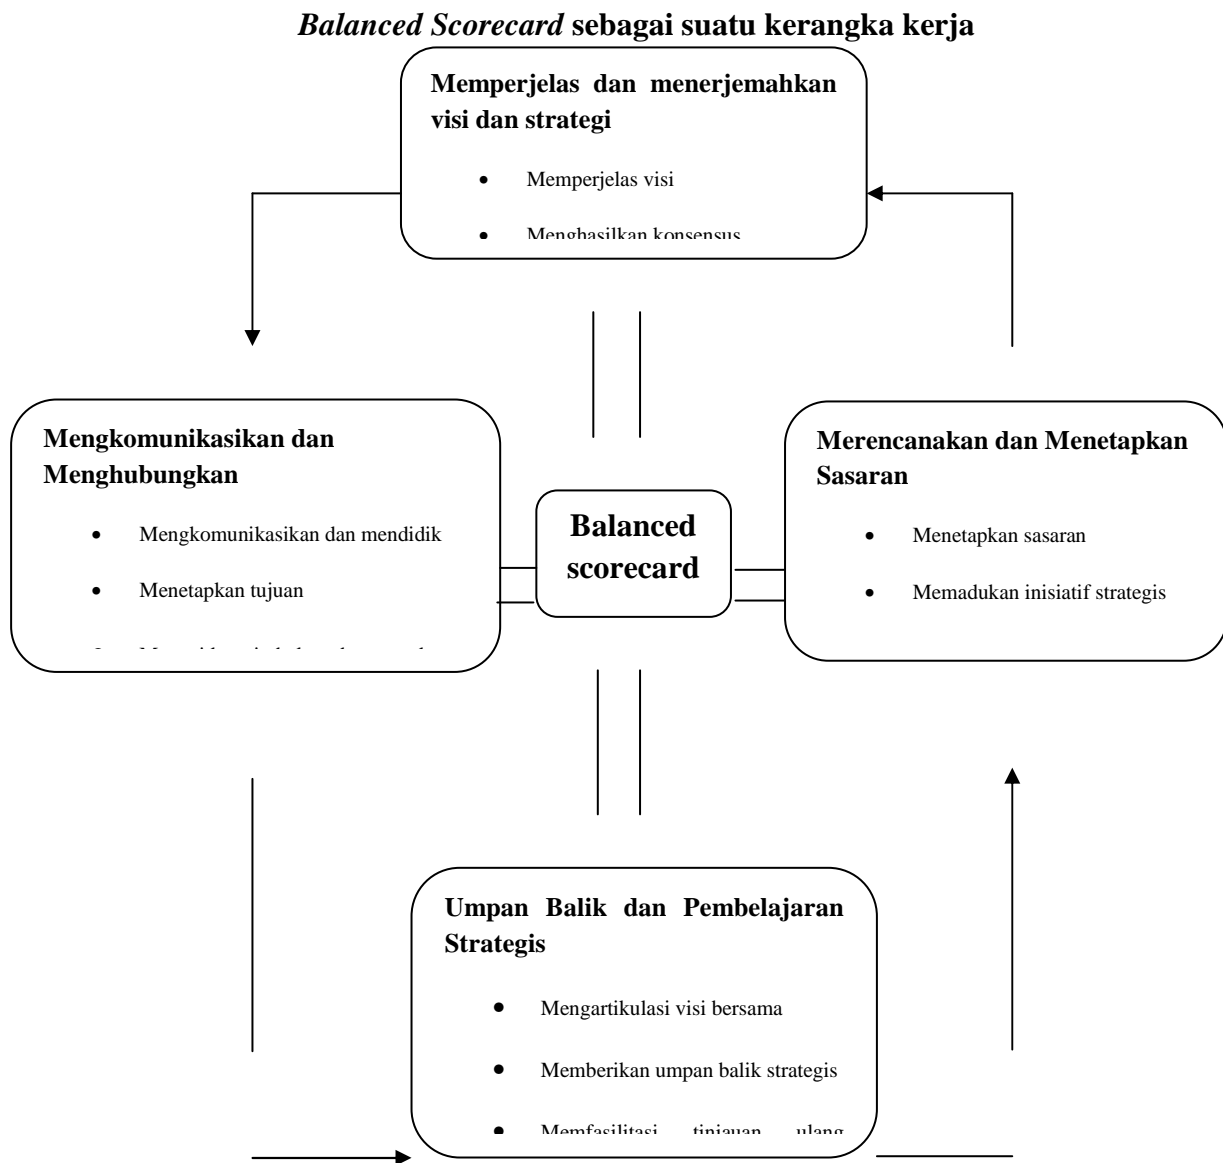 Balanced Scorecard sebagai suatu kerangka kerja
Memperjelas dan menerjemahkan
visi dan strategi
• Memperjelas visi
• Menghasilkan konsensus
Mengkomunikasikan dan
Menghubungkan
• Mengkomunikasikan dan mendidik
• Menetapkan tujuan
•
Balanced
scorecard
Merencanakan dan Menetapkan
Sasaran
• Menetapkan sasaran
• Memadukan inisiatif strategis
Umpan Balik dan Pembelajaran
Strategis
• Mengartikulasi visi bersama
• Memberikan umpan balik strategis
• Memfasilitasi tinjauan ulang